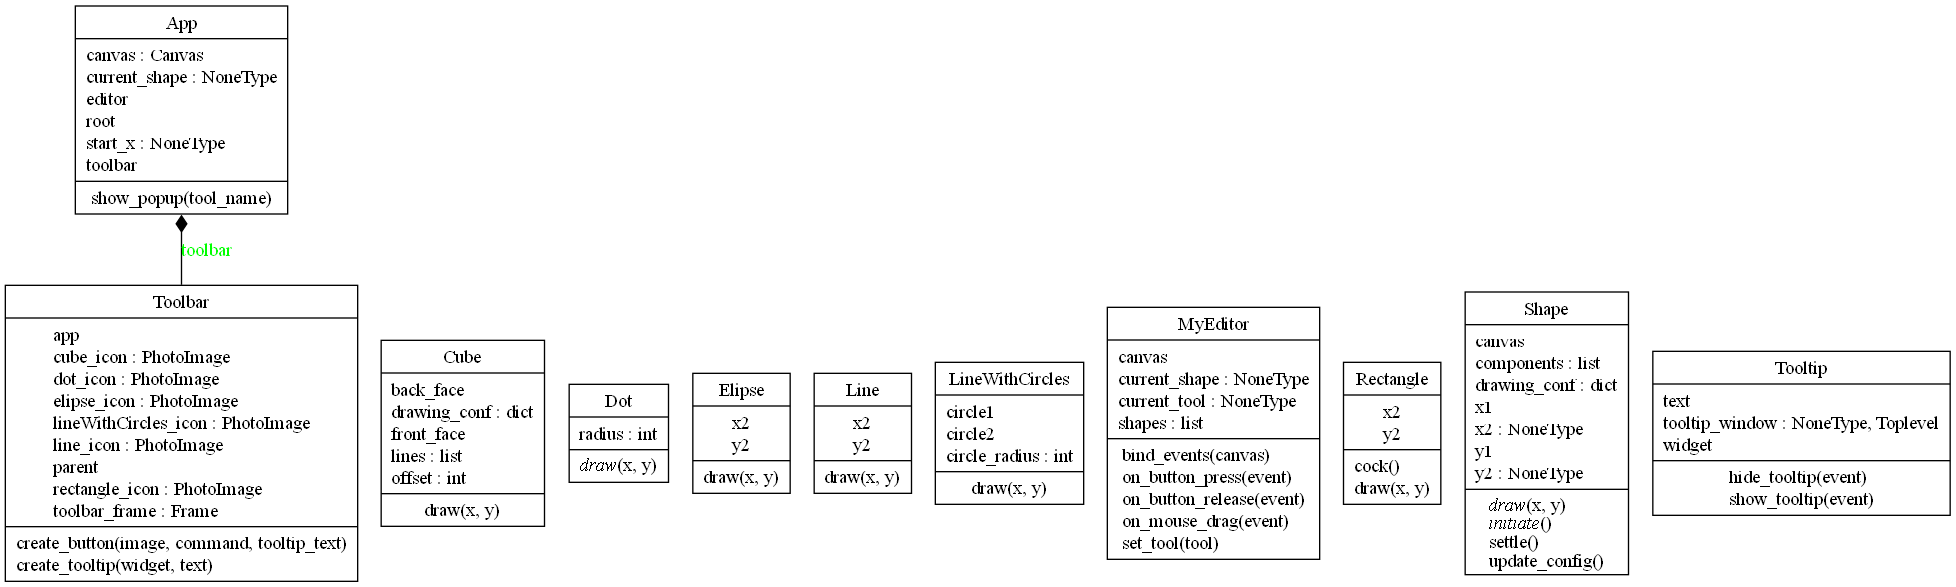 App
canvas : Canvas
current_shape : NoneType
editor
root
start_x : NoneType
toolbar
show_popup(tool_name)
toolbar
Toolbar
app
cube_icon : PhotoImage
dot_icon : PhotoImage
elipse_icon : PhotoImage
lineWithCircles_icon : PhotoImage
line_icon : PhotoImage
parent
rectangle_icon : PhotoImage
toolbar_frame : Frame
create_button(image, command, tooltip_text)
create_tooltip(widget, text)
Cube
back_face
drawing_conf : dict
front_face
lines : list
offset : int
draw(x, y)
Dot
radius : int
draw(x, y)
Elipse
x2
y2
draw(x, y)
Line
x2
y2
draw(x, y)
LineWithCircles
circle1
circle2
circle_radius : int
draw(x, y)
MyEditor
canvas
current_shape : NoneType
current_tool : NoneType
shapes : list
bind_events(canvas)
on_button_press(event)
on_button_release(event)
on_mouse_drag(event)
set_tool(tool)
Rectangle
x2
y2
cock()
draw(x, y)
Shape
canvas
components : list
drawing_conf : dict
x1
x2 : NoneType
y1
y2 : NoneType
draw(x, y)
initiate()
settle()
update_config()
Tooltip
text
tooltip_window : NoneType, Toplevel
widget
hide_tooltip(event)
show_tooltip(event)